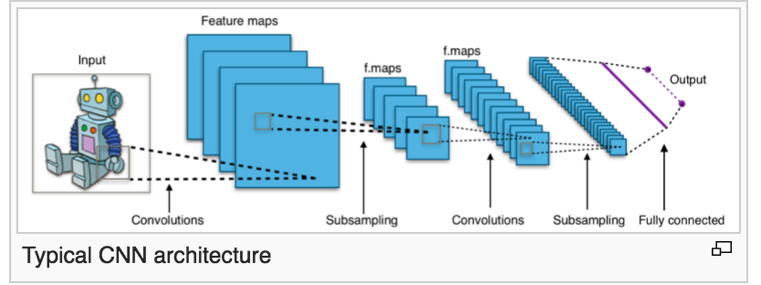 Feature maps
Input
f.maps
f.maps
Output
Convolutions
Subsampling
Convolutions
Subsampling
Fully connected
Typical CNN architecture